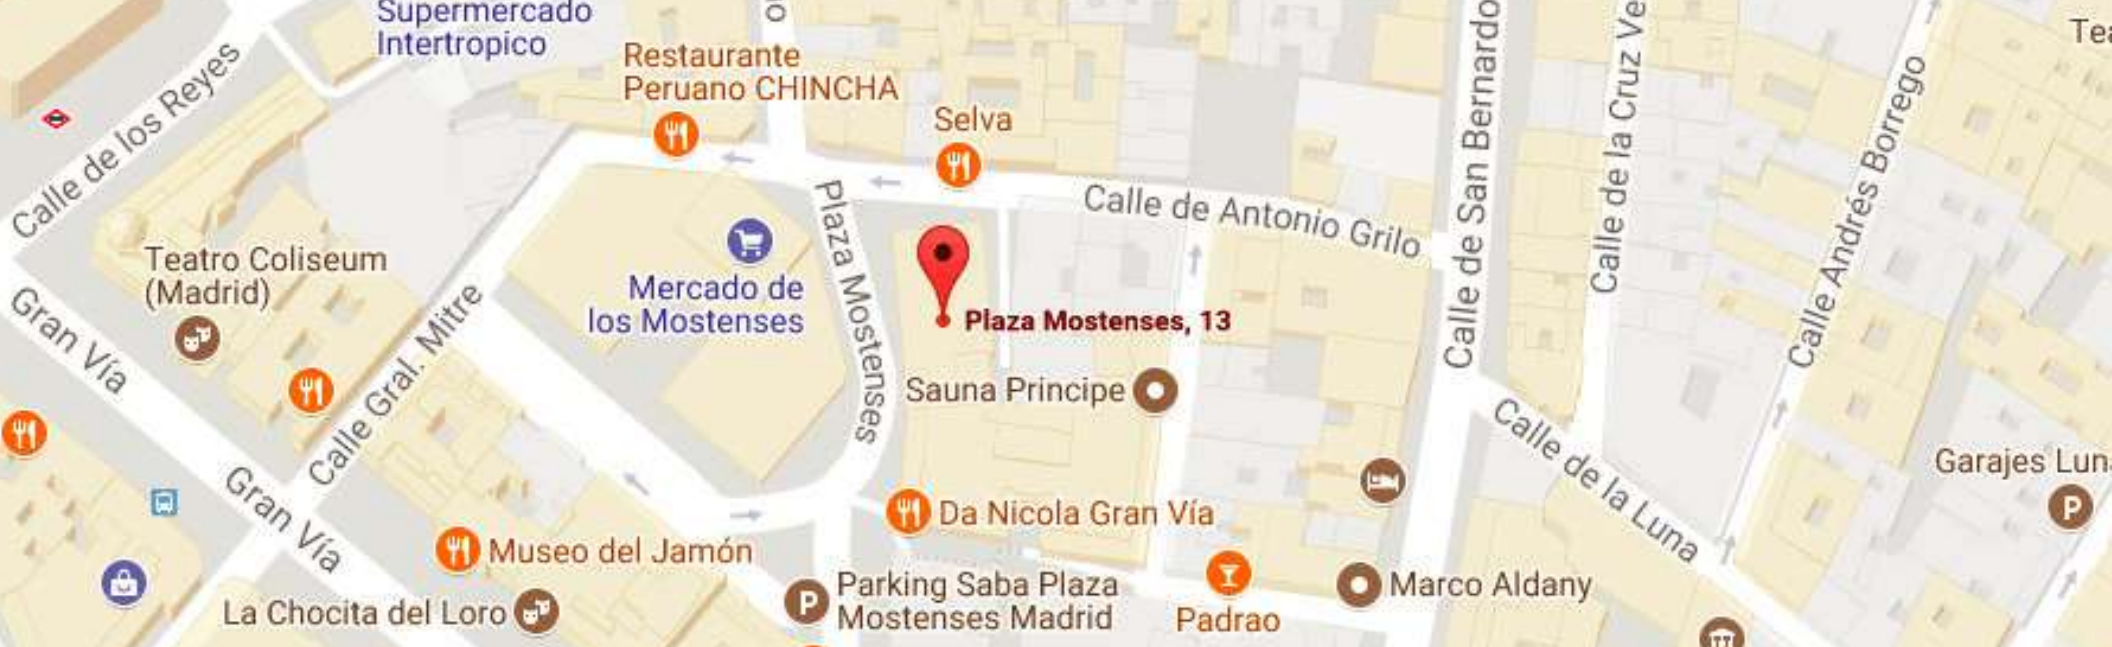 Supermercado
Intertropico
Restaurante
Peruano CHINCHA
Selva
Calle de los Reyes
Calle de San Bernardo
Calle de la Cruz Ve
Calle Andrés Borrego
Calle de Antonio Grilo
Plaza Mostenses
Teatro Coliseum
(Madrid)
Mercado de
los Mostenses
Plaza Mostenses, 13
Gran Vía
Calle Gral. Mitre
Sauna Principe
Calle de la Luna
Garajes Lun
P
Gran Vía
Da Nicola Gran Vía
Museo del Jamón
La Chocita del Loro
P
Parking Saba Plaza
Mostenses Madrid
Padrao
Marco Aldany